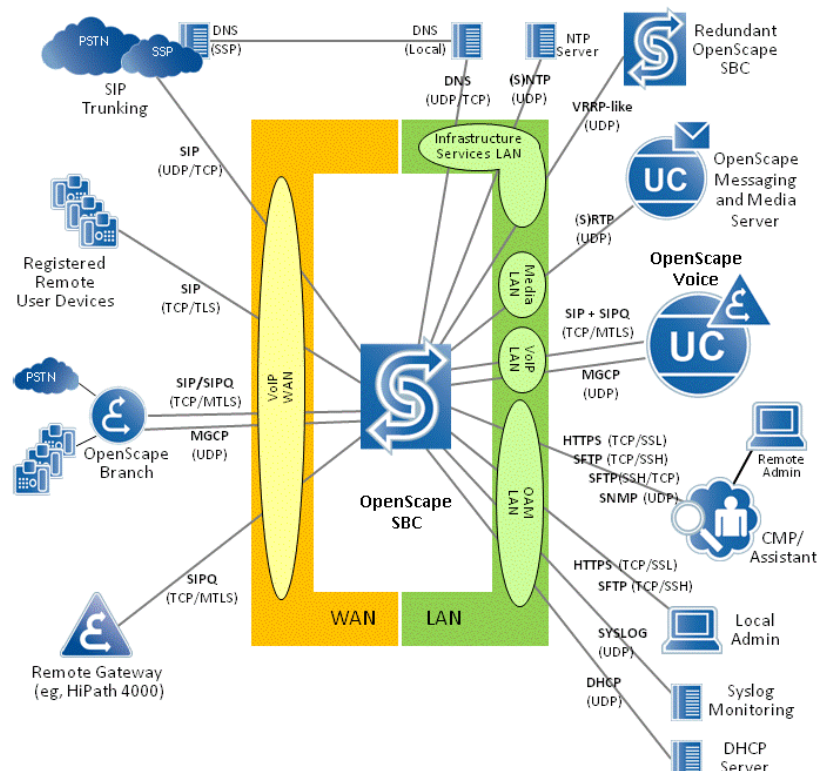 PSTN
SSP
SIP
Trunking
DNS
(SSP)
DNS
(Local)
NTP
Server
Redundant
OpenScape
SBC
DNS
(UDP/TCP)
(S)NTP
(UDP)
VRRP-like
(UDP)
Infrastructure
Services LAN
SIP
(UDP/TCP)
UC
OpenScape
Messaging
and Media
Server
(S)RTP
(UDP)
Registered
Remote
User Devices
SIP
(TCP/TLS)
Media
LAN
OpenScape
Voice
SIP + SIPQ
(TCP/MTLS)
UC
VoIP
LAN
MGCP
(UDP)
VoIP
WAN
PSTN
SIP/SIPQ
(TCP/MTLS)
MGCP
(UDP)
OpenScape
Branch
OpenScape
SBC
OAM
LAN
HTTPS (TCP/SSL)
SFTP (TCP/SSH)
SFTP(SSH/TCP)
SNMP (UDP)
Remote
Admin
CMP/
Assistant
SIPQ
(TCP/MTLS)
HTTPS (TCP/SSL)
SFTP (TCP/SSH)
WAN
LAN
Local
Admin
Remote Gateway
(eg, HiPath 4000)
SYSLOG
(UDP)
DHCP
(UDP)
Syslog
Monitoring
DHCP
Server